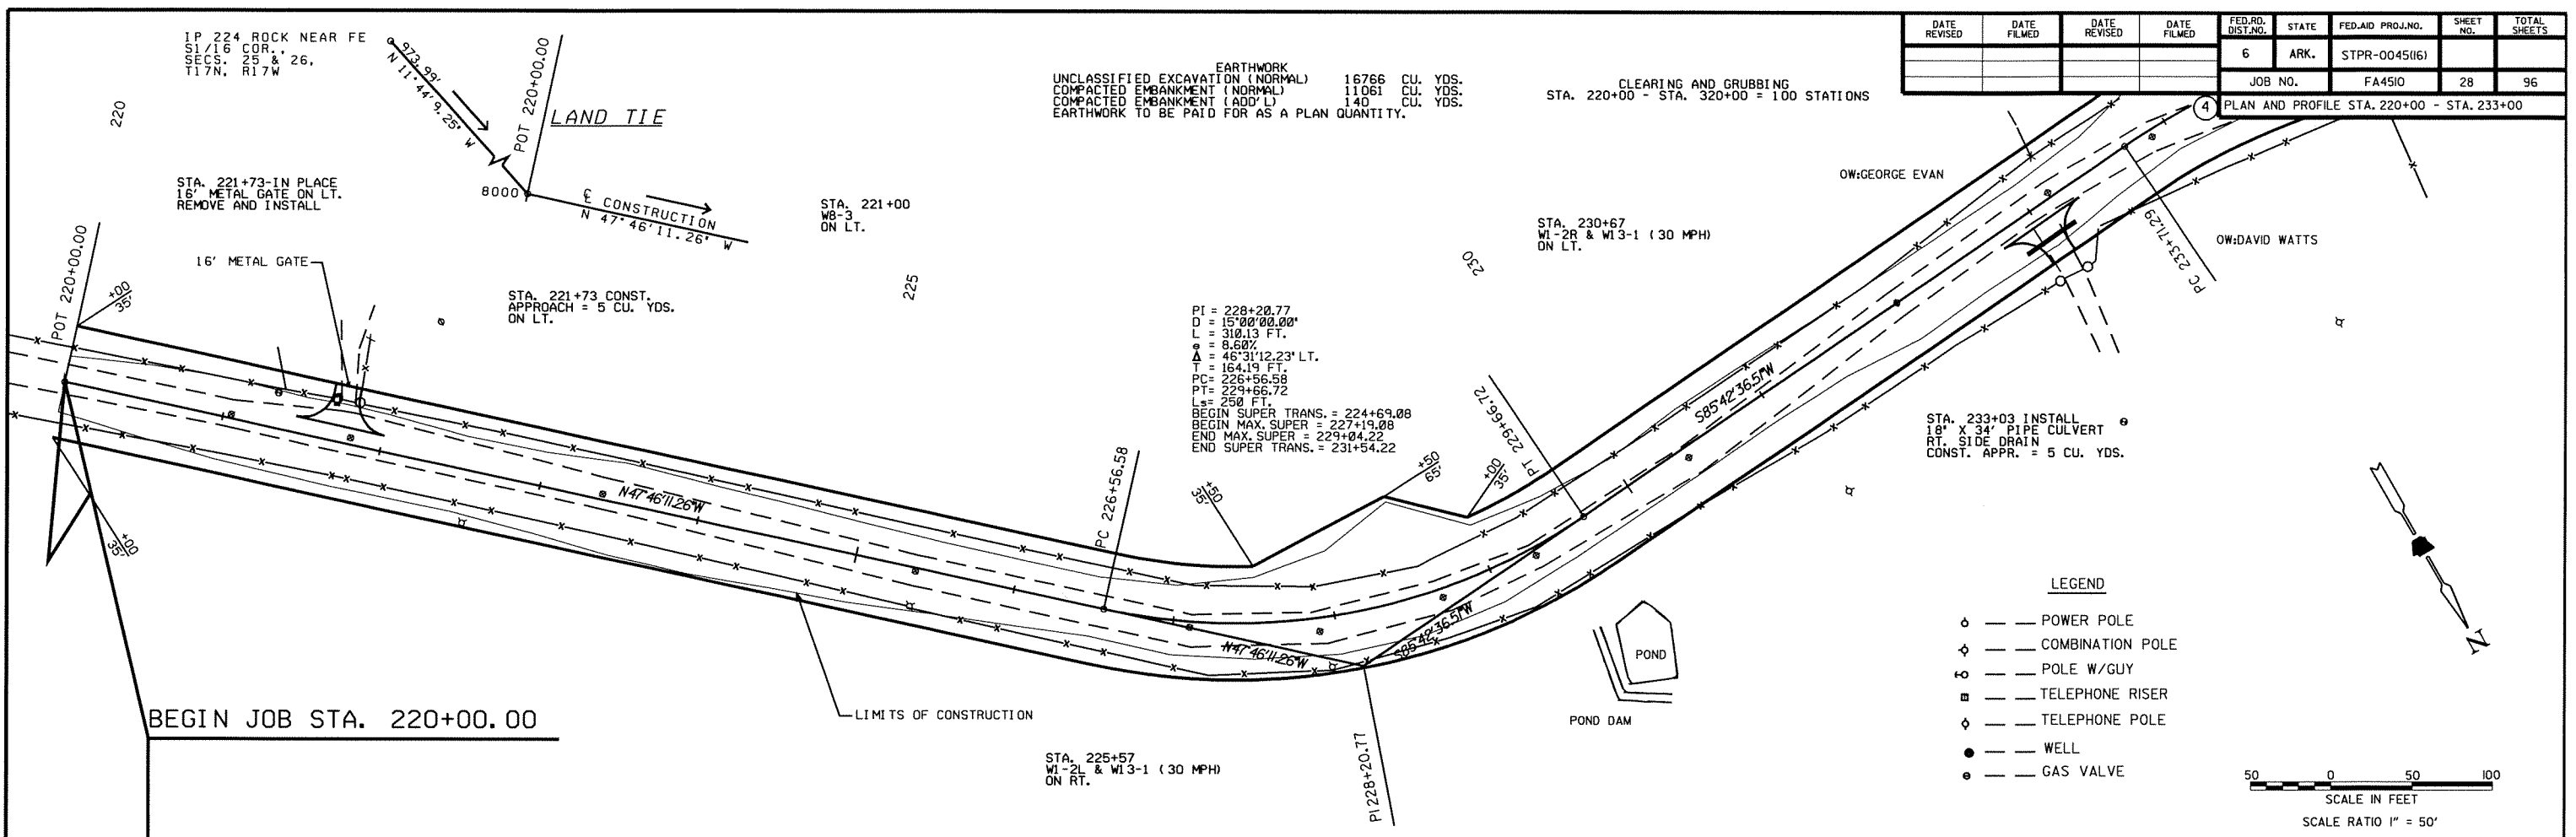 DATE REVISED
DATE FILMED
DATE REVISED
DATE FILMED
FED.RD. DIST.NO.
STATE
FED.AID PROJ.NO.
SHEET NO.
TOTAL SHEETS
6
ARK.
STPR-0045(16)
JOB NO.
FA4510
28
96
4
PLAN AND PROFILE STA. 220+00 - STA. 233+00
IP 224 ROCK NEAR FE
S1/16 COR.,
SECS. 25 & 26,
T17N, R17W
973.99'
N 11°44'9.25" W
POT 220+00.00
LAND TIE
8000
℄ CONSTRUCTION
N 47°46'11.26" W
EARTHWORK
UNCLASSIFIED EXCAVATION (NORMAL) 16766 CU. YDS.
COMPACTED EMBANKMENT (NORMAL) 11061 CU. YDS.
COMPACTED EMBANKMENT (ADD'L) 140 CU. YDS.
EARTHWORK TO BE PAID FOR AS A PLAN QUANTITY.
CLEARING AND GRUBBING
STA. 220+00 - STA. 320+00 = 100 STATIONS
220
STA. 221+73-IN PLACE
16' METAL GATE ON LT.
REMOVE AND INSTALL
STA. 221+00
W8-3
ON LT.
OW:GEORGE EVAN
STA. 230+67
W1-2R & W13-1 (30 MPH)
ON LT.
PC 233+71.29
OW:DAVID WATTS
POT 220+00.00
+00
35'
16' METAL GATE
STA. 221+73 CONST.
APPROACH = 5 CU. YDS.
ON LT.
225
230
PI = 228+20.77
D = 15°00'00.00"
L = 310.13 FT.
e = 8.60%
Δ = 46°31'12.23" LT.
T = 164.19 FT.
PC= 226+56.58
PT= 229+66.72
Ls= 250 FT.
BEGIN SUPER TRANS. = 224+69.08
BEGIN MAX. SUPER = 227+19.08
END MAX. SUPER = 229+04.22
END SUPER TRANS. = 231+54.22
PT 229+66.72
S85°42'36.51"W
STA. 233+03 INSTALL
18" X 34' PIPE CULVERT
RT. SIDE DRAIN
CONST. APPR. = 5 CU. YDS.
PC 226+56.58
+50
35'
+50
65'
+00
35'
N47°46'11.26"W
+00
35'
N47°46'11.26"W
S85°42'36.51"W
POND
POND DAM
LIMITS OF CONSTRUCTION
BEGIN JOB STA. 220+00.00
STA. 225+57
W1-2L & W13-1 (30 MPH)
ON RT.
PI 228+20.77
LEGEND
POWER POLE
COMBINATION POLE
POLE W/GUY
TELEPHONE RISER
TELEPHONE POLE
WELL
GAS VALVE
N
50 0 50 100
SCALE IN FEET
SCALE RATIO 1" = 50'